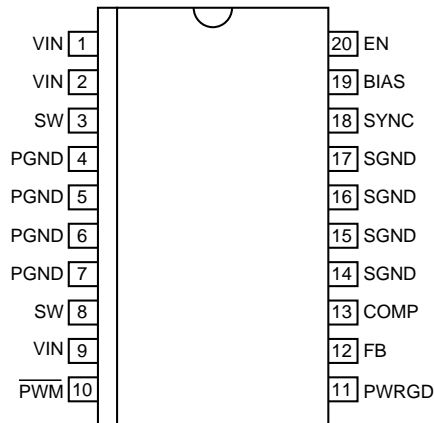 VIN 1 20 EN
VIN 2 19 BIAS
SW 3 18 SYNC
PGND 4 17 SGND
PGND 5 16 SGND
PGND 6 15 SGND
PGND 7 14 SGND
SW 8 13 COMP
VIN 9 12 FB
P̅W̅M̅ 10 11 PWRGD